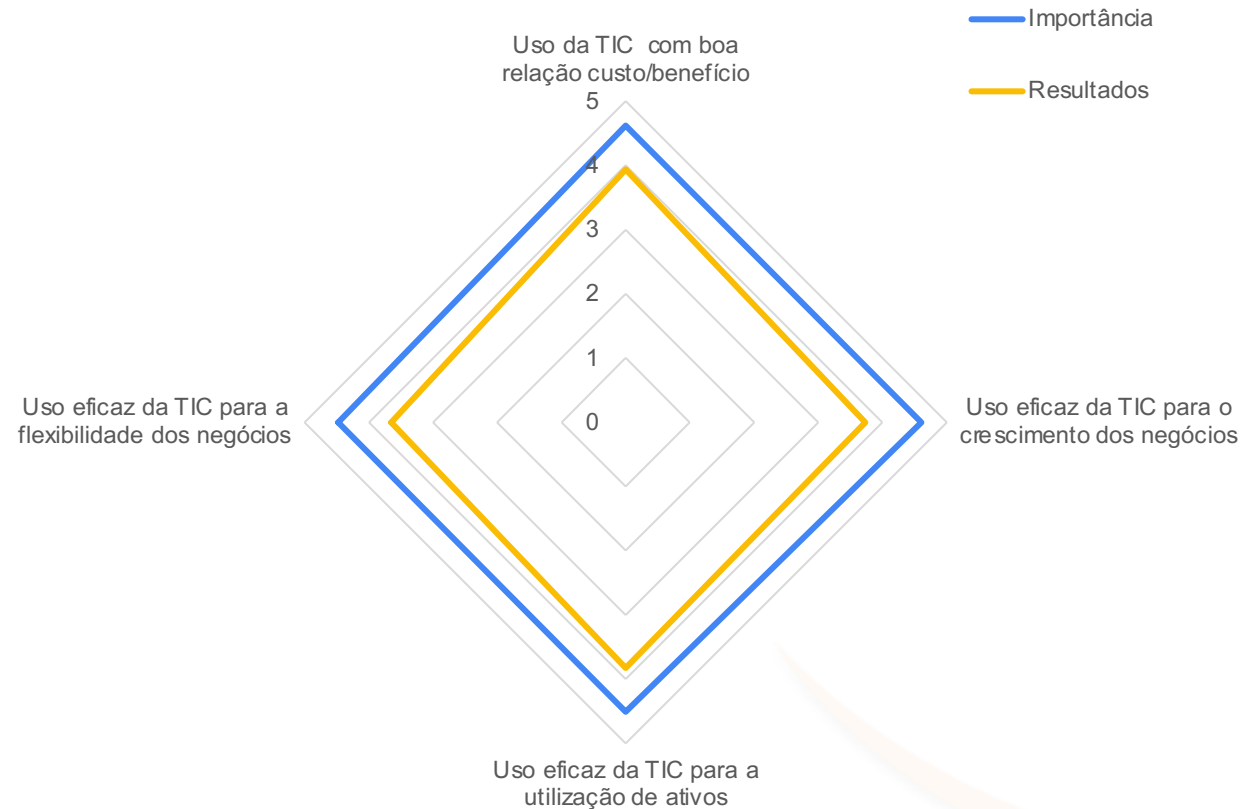 Importância
Resultados
Uso da TIC  com boa
relação custo/benefício
5
4
3
2
1
0
Uso eficaz da TIC para a
flexibilidade dos negócios
Uso eficaz da TIC para o
crescimento dos negócios
Uso eficaz da TIC para a
utilização de ativos